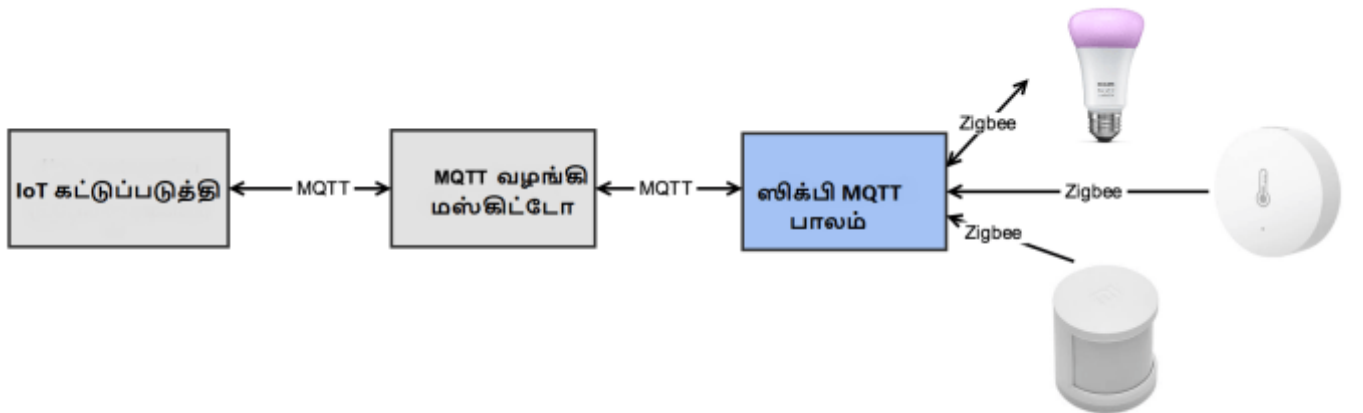 IoT கட்டுப்படுத்தி
MQTT
MQTT வழங்கி
மஸ்கிட்டோ
MQTT
ஸிக்பி MQTT
பாலம்
Zigbee
Zigbee
Zigbee